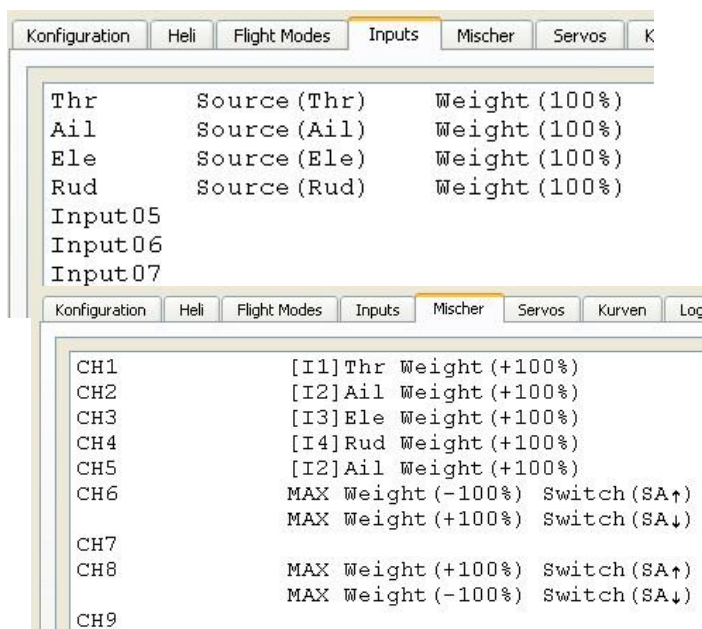 Konfiguration Heli Flight Modes Inputs Mischer Servos K
Thr Source(Thr) Weight(100%)
Ail Source(Ail) Weight(100%)
Ele Source(Ele) Weight(100%)
Rud Source(Rud) Weight(100%)
Input05
Input06
Input07
Konfiguration Heli Flight Modes Inputs Mischer Servos Kurven Log
CH1 [I1]Thr Weight(+100%)
CH2 [I2]Ail Weight(+100%)
CH3 [I3]Ele Weight(+100%)
CH4 [I4]Rud Weight(+100%)
CH5 [I2]Ail Weight(+100%)
CH6 MAX Weight(-100%) Switch(SA↑)
MAX Weight(+100%) Switch(SA↓)
CH7
CH8 MAX Weight(+100%) Switch(SA↑)
MAX Weight(-100%) Switch(SA↓)
CH9